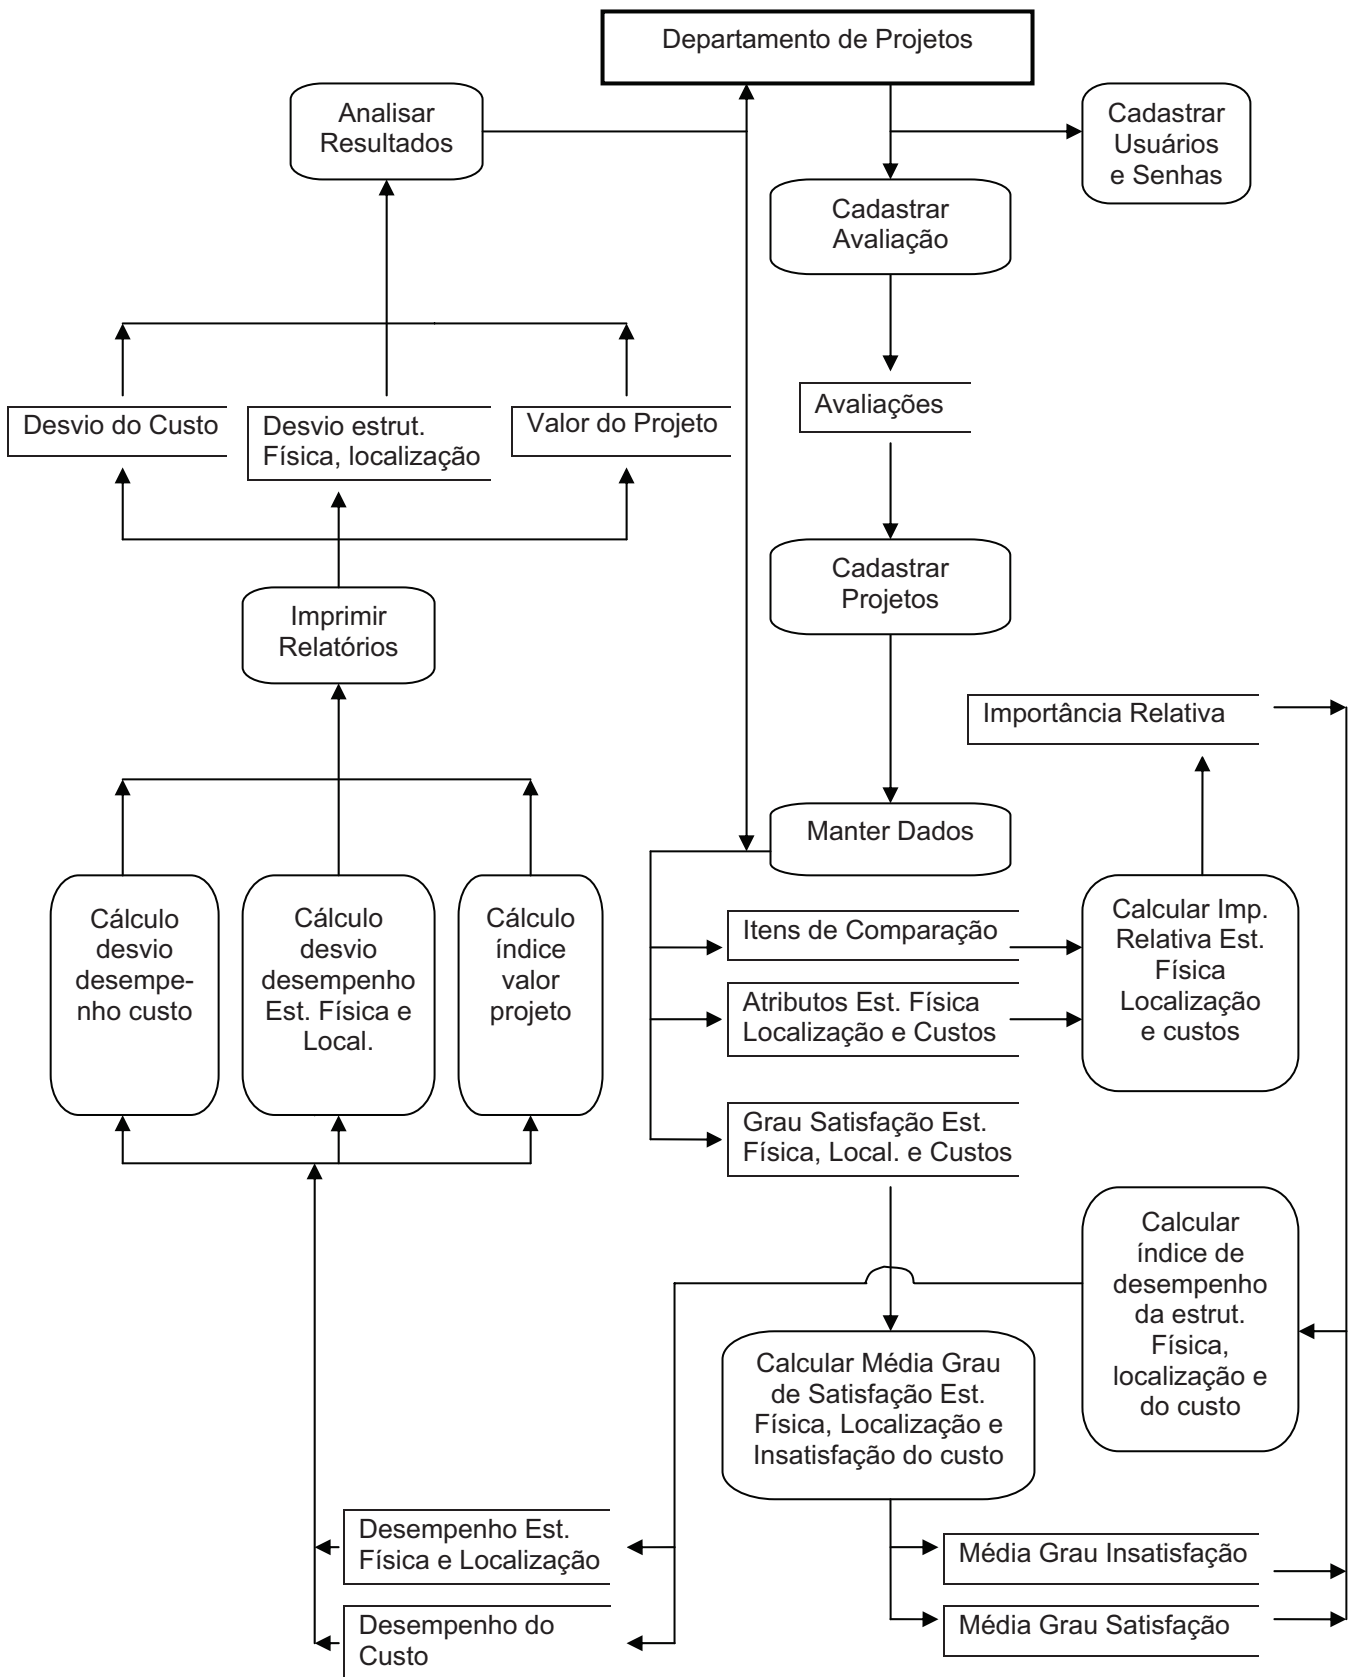 Departamento de Projetos
Analisar
Resultados
Cadastrar
Usuários
e Senhas
Cadastrar
Avaliação
Avaliações
Desvio do Custo
Desvio estrut.
Física, localização
Valor do Projeto
Cadastrar
Projetos
Imprimir
Relatórios
Importância Relativa
Manter Dados
Cálculo
desvio
desempe-
nho custo
Cálculo
desvio
desempenho
Est. Física e
Local.
Cálculo
índice
valor
projeto
Itens de Comparação
Atributos Est. Física
Localização e Custos
Calcular Imp.
Relativa Est.
Física
Localização
e custos
Grau Satisfação Est.
Física, Local. e Custos
Calcular
índice de
desempenho
da estrut.
Física,
localização e
do custo
Calcular Média Grau
de Satisfação Est.
Física, Localização e
Insatisfação do custo
Desempenho Est.
Física e Localização
Média Grau Insatisfação
Desempenho do
Custo
Média Grau Satisfação